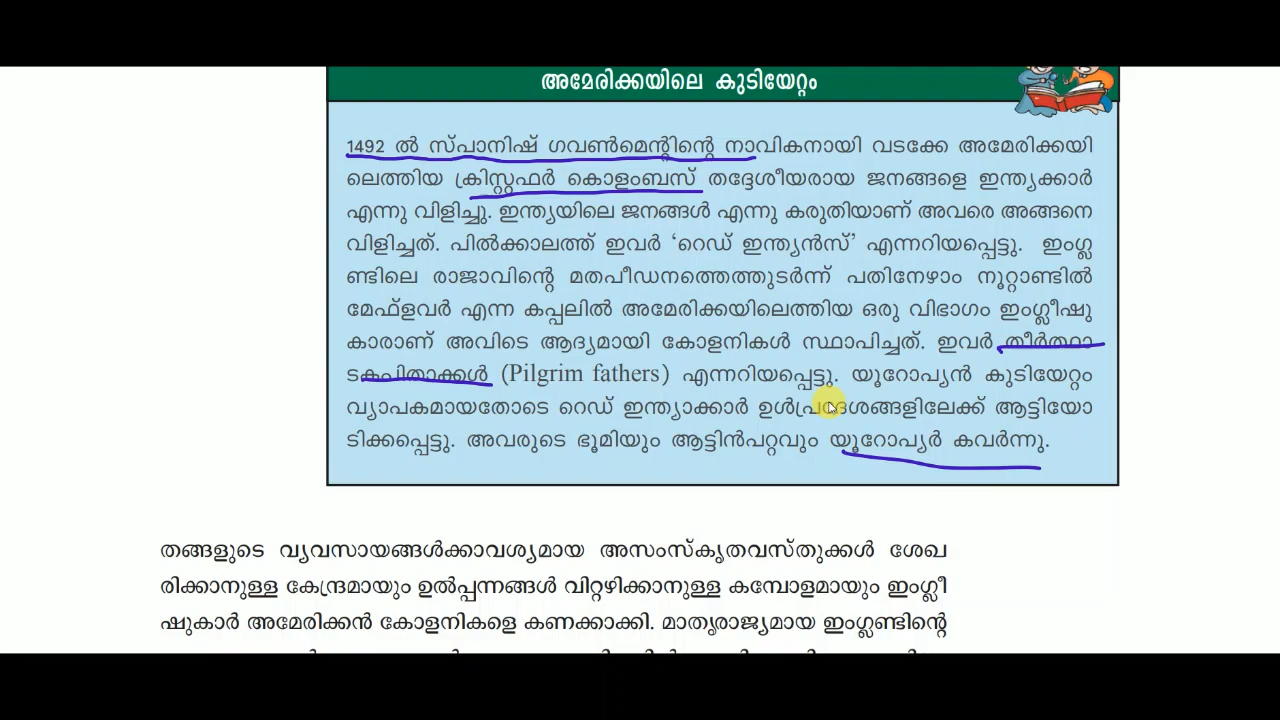 അമേരിക്കയിലെ കുടിയേറ്റം
1492 ൽ സ്പാനിഷ് ഗവൺമെന്റിന്റെ നാവികനായി വടക്കേ അമേരിക്കയി
ലെത്തിയ ക്രിസ്റ്റഫർ കൊളംബസ് തദ്ദേശീയരായ ജനങ്ങളെ ഇന്ത്യക്കാർ
എന്നു വിളിച്ചു. ഇന്ത്യയിലെ ജനങ്ങൾ എന്നു കരുതിയാണ് അവരെ അങ്ങനെ
വിളിച്ചത്. പിൽക്കാലത്ത് ഇവർ ‘റെഡ് ഇന്ത്യൻസ്’ എന്നറിയപ്പെട്ടു. ഇംഗ്ല
ണ്ടിലെ രാജാവിന്റെ മതപീഡനത്തെത്തുടർന്ന് പതിനേഴാം നൂറ്റാണ്ടിൽ
മേഫ്ളവർ എന്ന കപ്പലിൽ അമേരിക്കയിലെത്തിയ ഒരു വിഭാഗം ഇംഗ്ലീഷു
കാരാണ് അവിടെ ആദ്യമായി കോളനികൾ സ്ഥാപിച്ചത്. ഇവർ തീർത്ഥാ
ടകപിതാക്കൾ (Pilgrim fathers) എന്നറിയപ്പെട്ടു. യൂറോപ്യൻ കുടിയേറ്റം
വ്യാപകമായതോടെ റെഡ് ഇന്ത്യാക്കാർ ഉൾപ്രദേശങ്ങളിലേക്ക് ആട്ടിയോ
ടിക്കപ്പെട്ടു. അവരുടെ ഭൂമിയും ആട്ടിൻപറ്റവും യൂറോപ്യർ കവർന്നു.
തങ്ങളുടെ വ്യവസായങ്ങൾക്കാവശ്യമായ അസംസ്കൃതവസ്തുക്കൾ ശേഖ
രിക്കാനുള്ള കേന്ദ്രമായും ഉൽപ്പന്നങ്ങൾ വിറ്റഴിക്കാനുള്ള കമ്പോളമായും ഇംഗ്ലീ
ഷുകാർ അമേരിക്കൻ കോളനികളെ കണക്കാക്കി. മാതൃരാജ്യമായ ഇംഗ്ലണ്ടിന്റെ